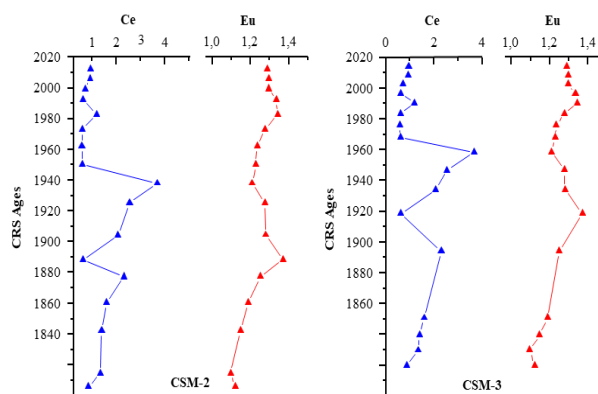 Ce Eu Ce Eu
1 2 3 4 1,0 1,2 1,4 0 2 4 1,0 1,2 1,4
2020 2020
2000 2000
1980 1980
1960 1960
1940 1940
1920 1920
1900 1900
1880 1880
1860 1860
1840
CRS Ages CRS Ages
CSM-2 CSM-3